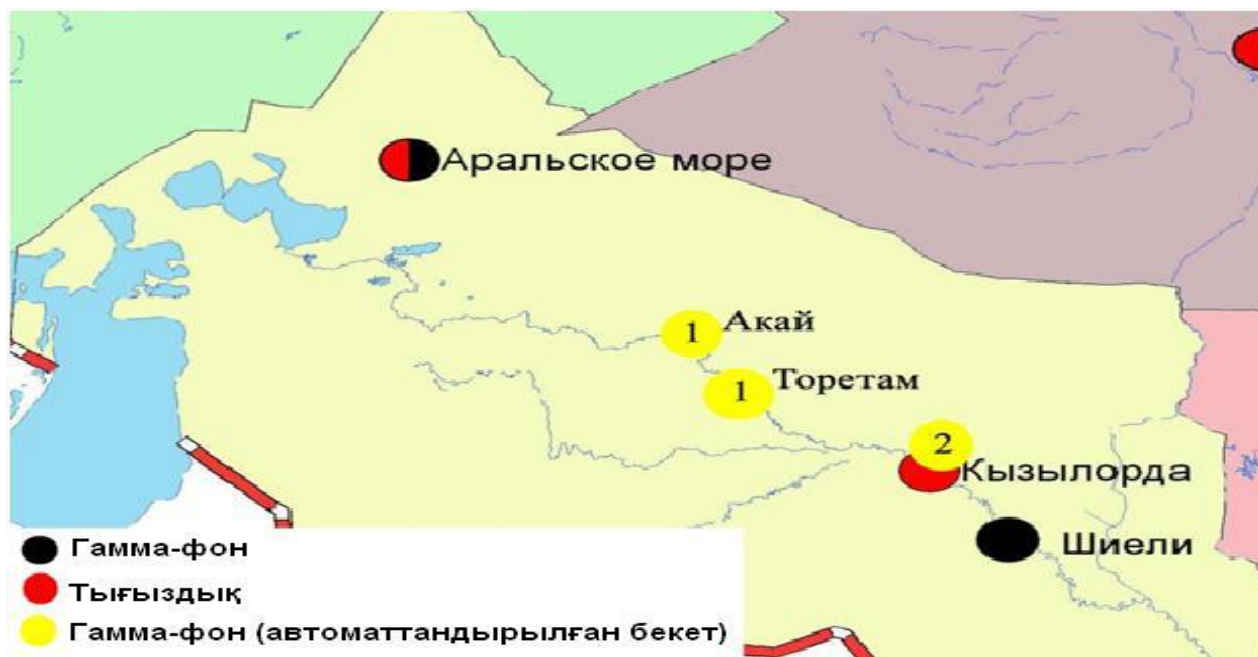 Аральское море
1 Акай
1 Торетам
2
Кызылорда
Шиели
Гамма-фон
Тығыздық
Гамма-фон (автоматтандырылған бекет)